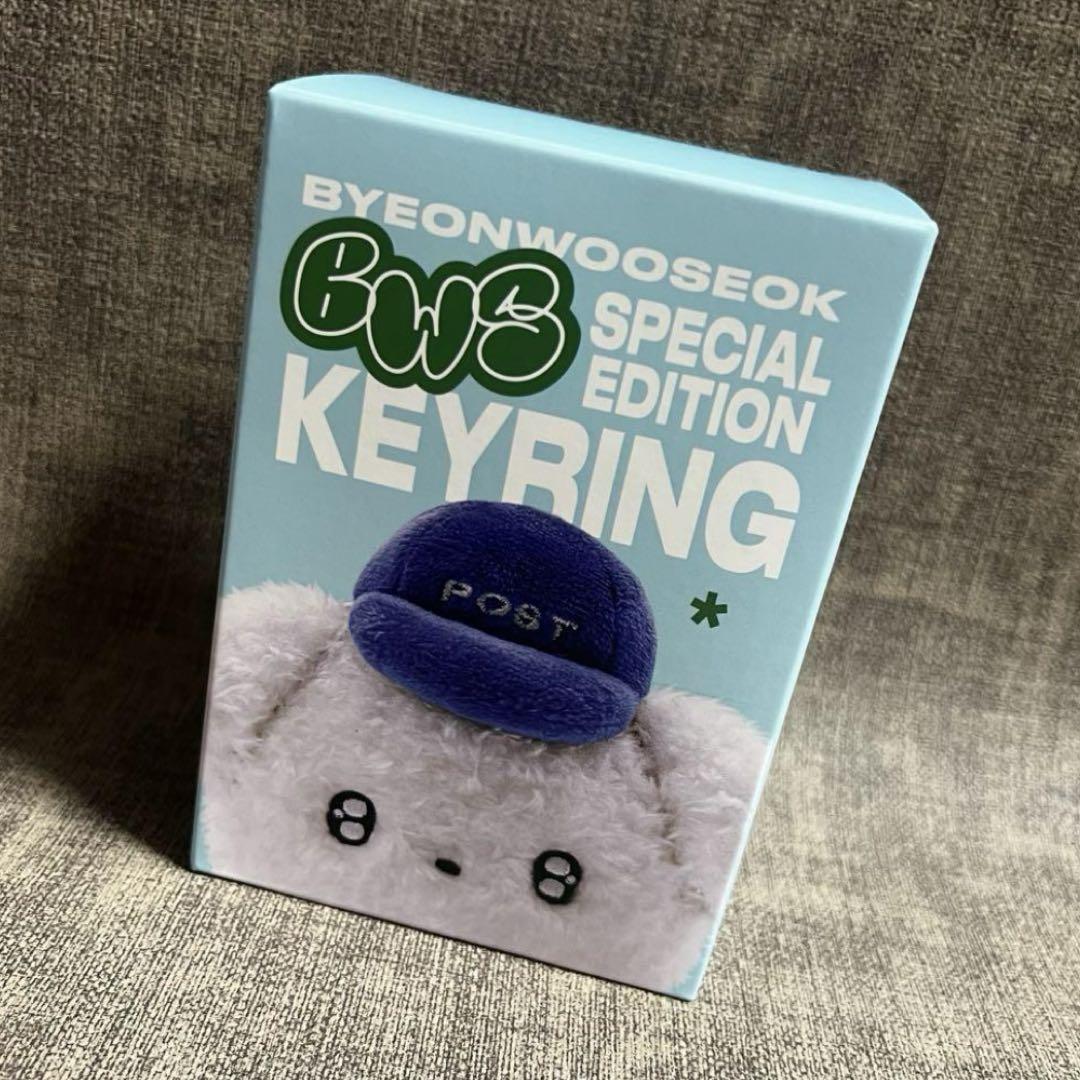 BYEONWOOSEOK
BWS
SPECIAL
EDITION
KEYRING
*
POST